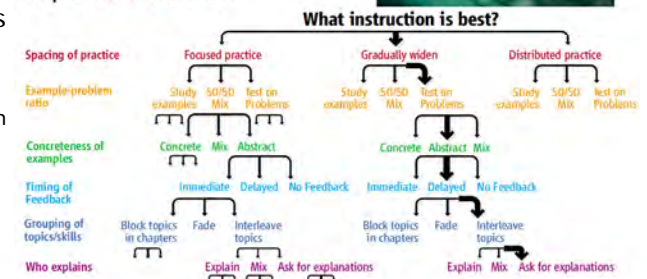 What instruction is best?
s
Spacing of practice Focused practice Gradually widen Distributed practice
Example-problem Study 50/50 Test on Study 50/50 Test on Study 50/50 Test on
ratio examples Mix Problems examples Mix Problems examples Mix Problems
n
Concreteness of Concrete Mix Abstract Concrete Abstract Mix
examples
Timing of Immediate Delayed No Feedback Immediate Delayed No Feedback
Feedback
Grouping of Block topics Fade Interleave Block topics Fade Interleave
topics/skills in chapters topics in chapters topics
Who explains Explain Mix Ask for explanations Explain Mix Ask for explanations